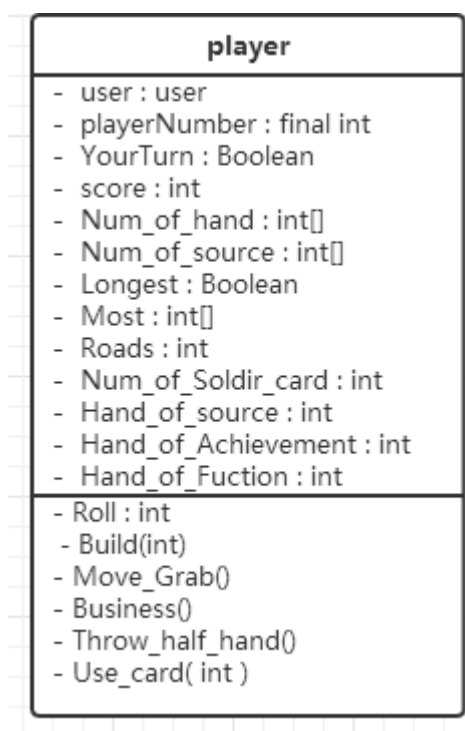 player
- user : user
- playerNumber : final int
- YourTurn : Boolean
- score : int
- Num_of_hand : int[]
- Num_of_source : int[]
- Longest : Boolean
- Most : int[]
- Roads : int
- Num_of_Soldir_card : int
- Hand_of_source : int
- Hand_of_Achievement : int
- Hand_of_Fuction : int
- Roll : int
- Build(int)
- Move_Grab()
- Business()
- Throw_half_hand()
- Use_card( int )